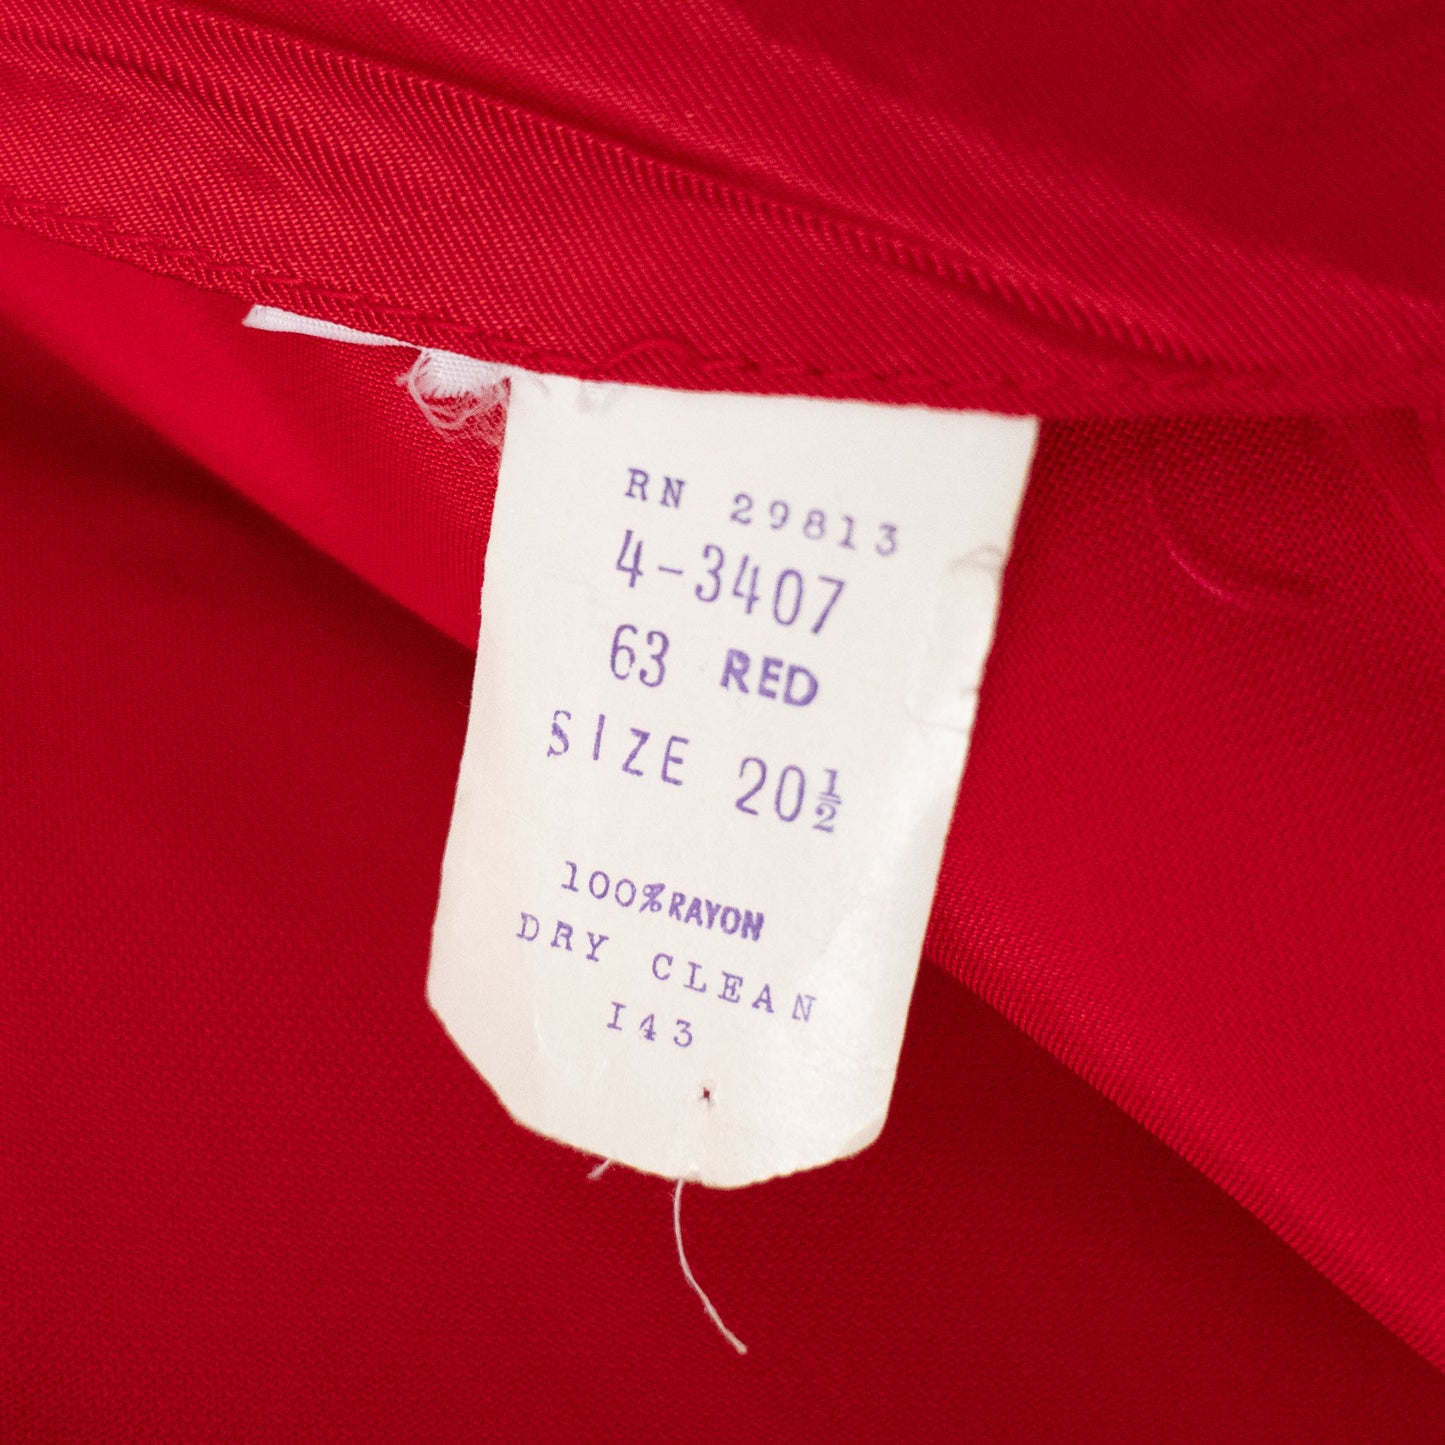 RN 29813
4-3407
63 RED
SIZE 20½
100% RAYON
DRY CLEAN
I43